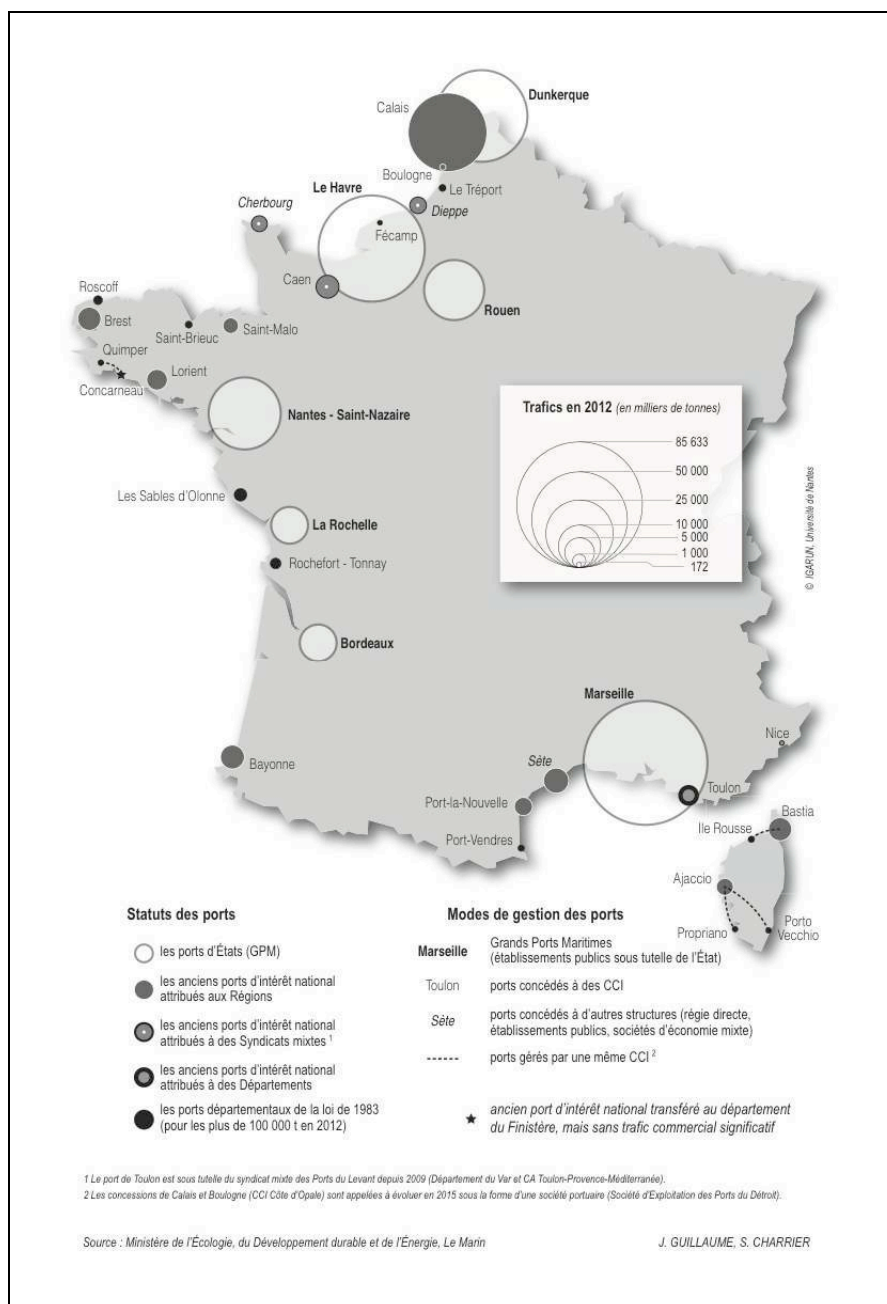 Dunkerque
Calais
Boulogne
Le Tréport
Le Havre
Cherbourg
Dieppe
Fécamp
Caen
Rouen
Roscoff
Brest
Saint-Brieuc
Saint-Malo
Quimper
Lorient
Concarneau
Nantes - Saint-Nazaire
Trafics en 2012 (en milliers de tonnes)
85 633
50 000
25 000
10 000
5 000
1 000
172
© IGARUN, Université de Nantes
Les Sables d'Olonne
La Rochelle
Rochefort - Tonnay
Bordeaux
Marseille
Nice
Bayonne
Sète
Toulon
Port-la-Nouvelle
Bastia
Port-Vendres
Ile Rousse
Ajaccio
Propriano
Porto
Vecchio
Statuts des ports
les ports d'États (GPM)
les anciens ports d'intérêt national
attribués aux Régions
les anciens ports d'intérêt national
attribués à des Syndicats mixtes 1
les anciens ports d'intérêt national
attribués à des Départements
les ports départementaux de la loi de 1983
(pour les plus de 100 000 t en 2012)
Modes de gestion des ports
Marseille
Grands Ports Maritimes
(établissements publics sous tutelle de l'État)
Toulon
ports concédés à des CCI
Sète
ports concédés à d'autres structures (régie directe,
établissements publics, sociétés d'économie mixte)
ports gérés par une même CCI 2
ancien port d'intérêt national transféré au département
du Finistère, mais sans trafic commercial significatif
1 Le port de Toulon est sous tutelle du syndicat mixte des Ports du Levant depuis 2009 (Département du Var et CA Toulon-Provence-Méditerranée).
2 Les concessions de Calais et Boulogne (CCI Côte d'Opale) sont appelées à évoluer en 2015 sous la forme d'une société portuaire (Société d'Exploitation des Ports du Détroit).
Source : Ministère de l'Écologie, du Développement durable et de l'Énergie, Le Marin
J. GUILLAUME, S. CHARRIER